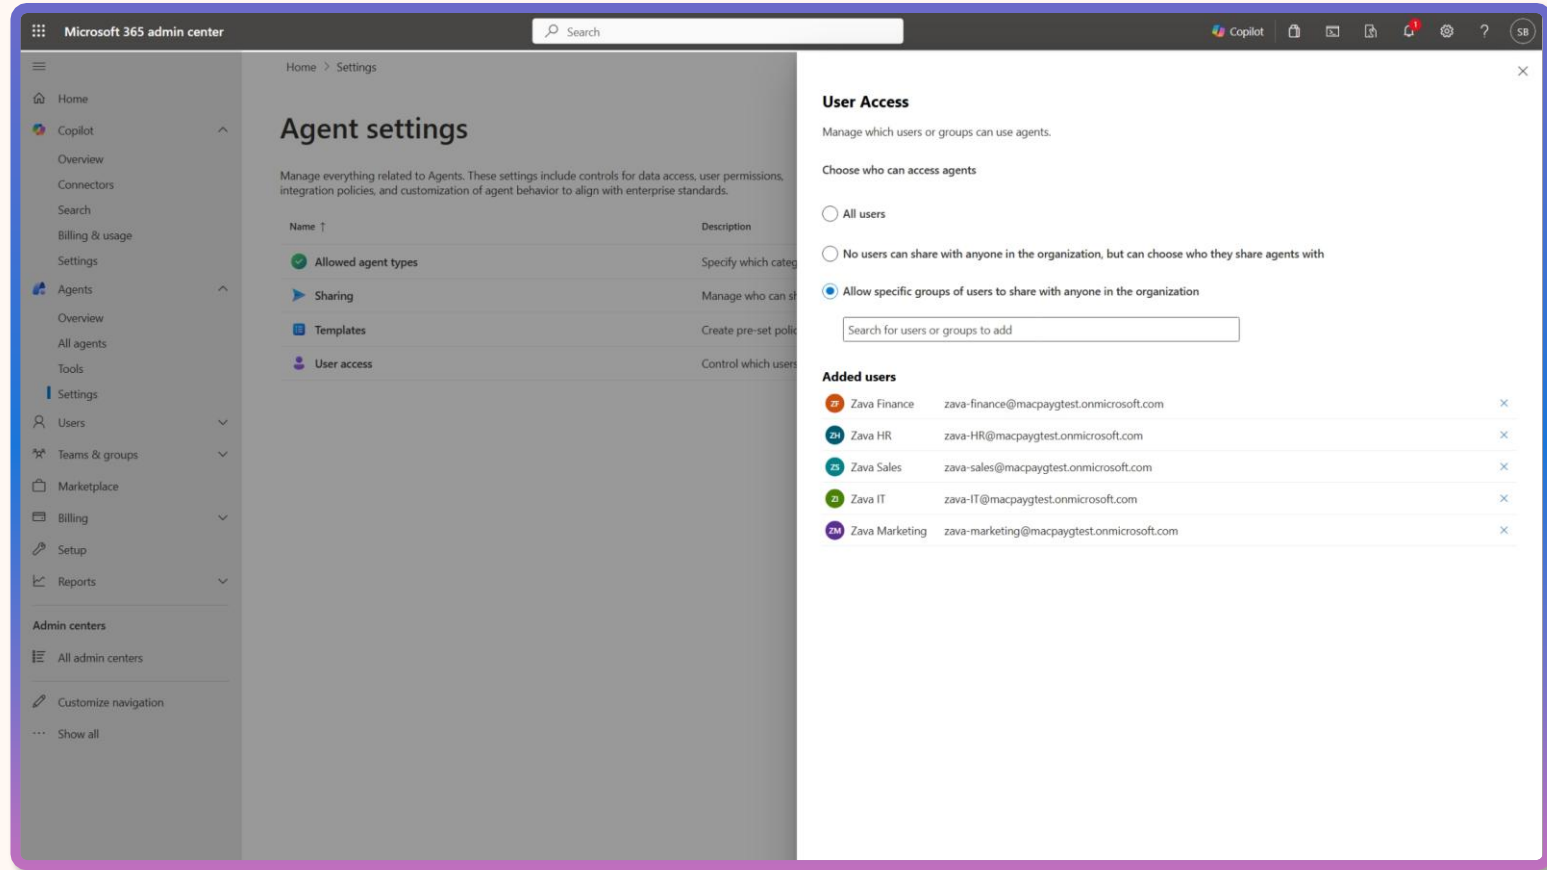 Microsoft 365 admin center
Search
Copilot
1
?
SB
Home
Copilot
Overview
Connectors
Search
Billing & usage
Settings
Agents
Overview
All agents
Tools
Settings
Users
Teams & groups
Marketplace
Billing
Setup
Reports
Admin centers
All admin centers
Customize navigation
Show all
Home > Settings
Agent settings
Manage everything related to Agents. These settings include controls for data access, user permissions,
integration policies, and customization of agent behavior to align with enterprise standards.
Name ↑ Description
Allowed agent types Specify which categ
Sharing Manage who can sh
Templates Create pre-set polic
User access Control which users
User Access
Manage which users or groups can use agents.
Choose who can access agents
All users
No users can share with anyone in the organization, but can choose who they share agents with
Allow specific groups of users to share with anyone in the organization
Search for users or groups to add
Added users
ZF Zava Finance zava-finance@macpaygtest.onmicrosoft.com
ZH Zava HR zava-HR@macpaygtest.onmicrosoft.com
ZS Zava Sales zava-sales@macpaygtest.onmicrosoft.com
ZI Zava IT zava-IT@macpaygtest.onmicrosoft.com
ZM Zava Marketing zava-marketing@macpaygtest.onmicrosoft.com